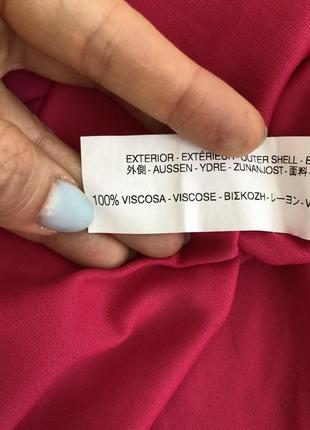 EXTERIOR - EXTÉRIEUR - OUTER SHELL -
外側 - AUSSEN - YDRE - ZUNANJOST - 面料
100% VISCOSA - VISCOSE - ΒΙΣΚΟΖΗ - レーヨン -